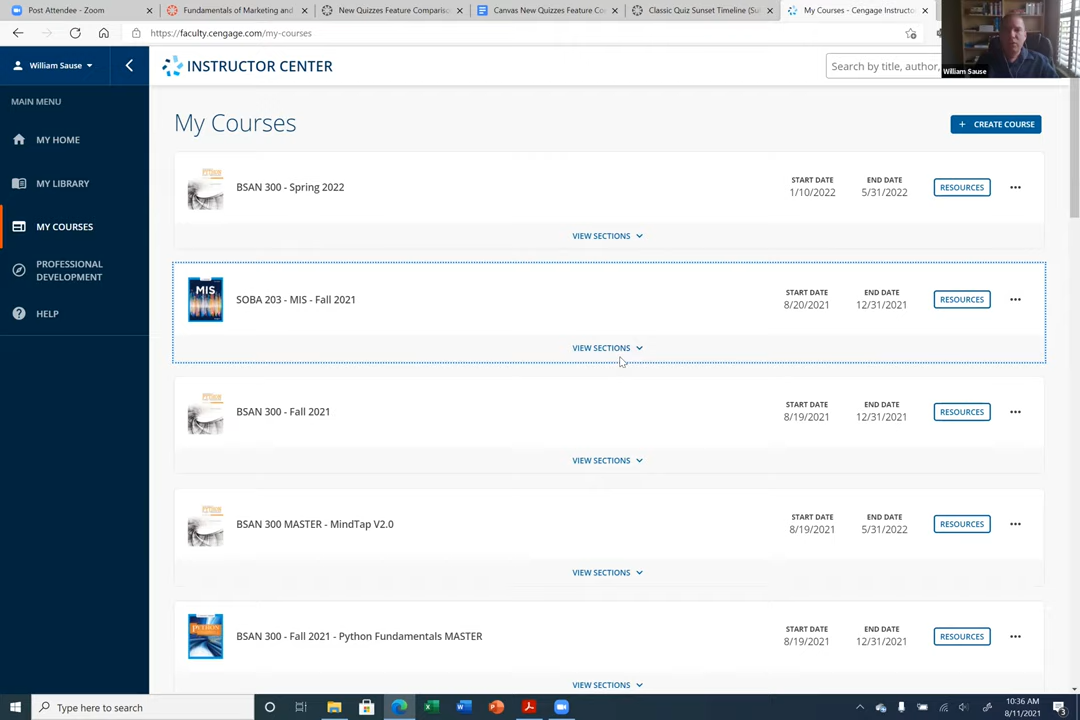 Post Attendee - Zoom
Fundamentals of Marketing and
New Quizzes Feature Comparis
Canvas New Quizzes Feature Co
Classic Quiz Sunset Timeline (Su
My Courses - Cengage Instructo
https://faculty.cengage.com/my-courses
William Sause
William Sause
INSTRUCTOR CENTER
Search by title, author,
MAIN MENU
MY HOME
MY LIBRARY
MY COURSES
PROFESSIONAL
DEVELOPMENT
HELP
My Courses
+ CREATE COURSE
BSAN 300 - Spring 2022
START DATE
1/10/2022
END DATE
5/31/2022
RESOURCES
VIEW SECTIONS
MIS
SOBA 203 - MIS - Fall 2021
START DATE
8/20/2021
END DATE
12/31/2021
RESOURCES
VIEW SECTIONS
BSAN 300 - Fall 2021
START DATE
8/19/2021
END DATE
12/31/2021
RESOURCES
VIEW SECTIONS
BSAN 300 MASTER - MindTap V2.0
START DATE
8/19/2021
END DATE
5/31/2022
RESOURCES
VIEW SECTIONS
PYTHON
BSAN 300 - Fall 2021 - Python Fundamentals MASTER
START DATE
8/19/2021
END DATE
12/31/2021
RESOURCES
VIEW SECTIONS
Type here to search
10:36 AM
8/11/2021
3